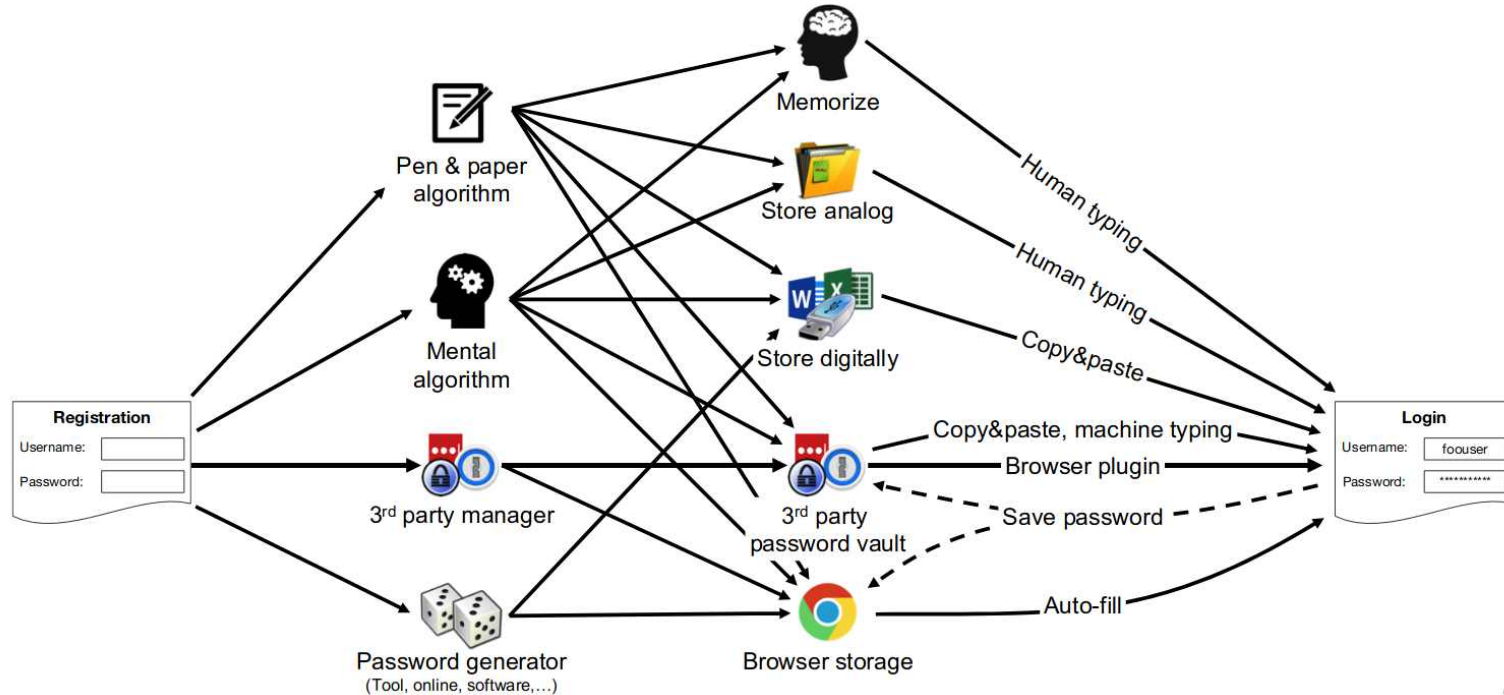 Memorize
Pen & paper
algorithm
Human typing
Store analog
Human typing
W
X
Mental
algorithm
Store digitally
Copy&paste
Registration
Username:
Password:
Login
Username:
foouser
Password:
***********
Copy&paste, machine typing
Browser plugin
3rd party manager
3rd party
password vault
Save password
Auto-fill
Password generator
(Tool, online, software,...)
Browser storage